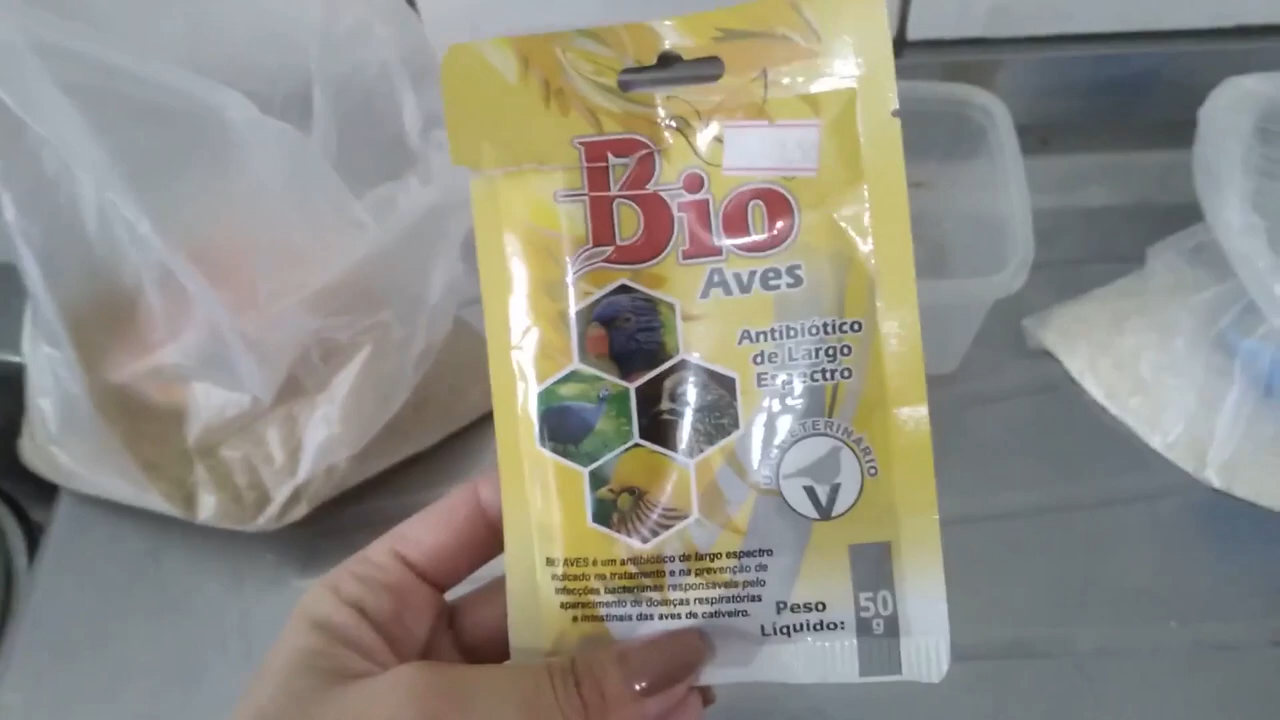 Bio
Aves
Antibiótico
de Largo
Espectro
USO VETERINÁRIO
V
BIO AVES é um antibiótico de largo espectro
indicado no tratamento e na prevenção de
infecções bacterianas responsáveis pelo
aparecimento de doenças respiratórias
e intestinais das aves de cativeiro.
Peso
Líquido:
50
g